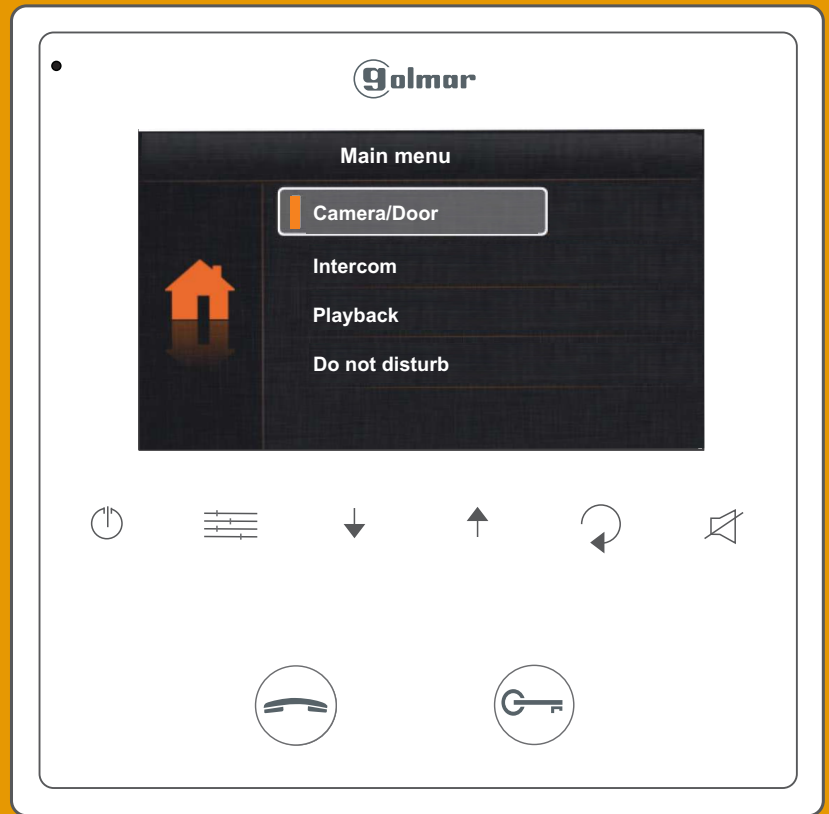 golmar
Main menu
Camera/Door
Intercom
Playback
Do not disturb